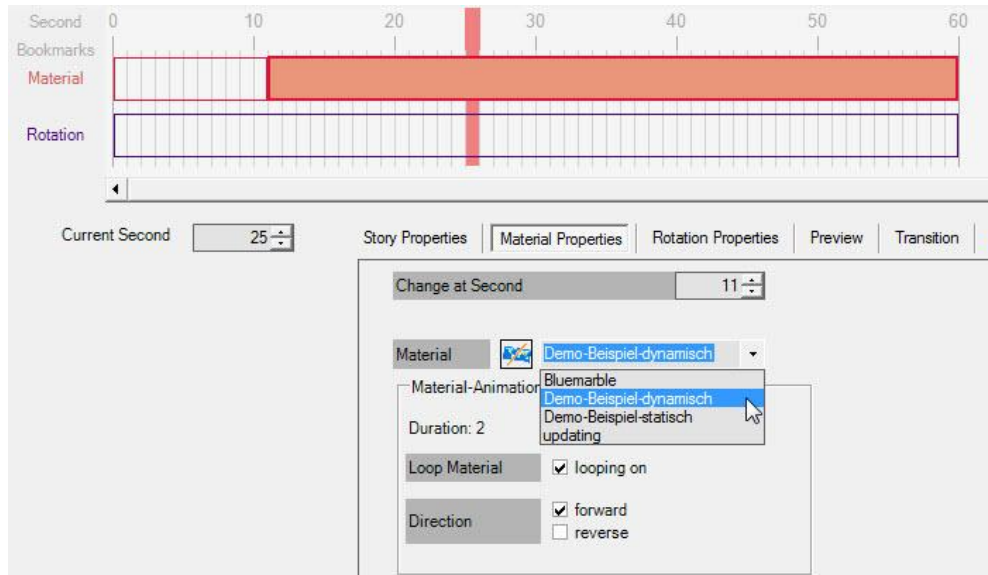 Second 0 10 20 30 40 50 60
Bookmarks
Material
Rotation
Current Second 25
Story Properties Material Properties Rotation Properties Preview Transition
Change at Second 11
Material Demo-Beispiel-dynamisch
Bluemarble
Material-Animation
Demo-Beispiel-dynamisch
Demo-Beispiel-statisch
Duration: 2
updating
Loop Material looping on
Direction
forward
reverse